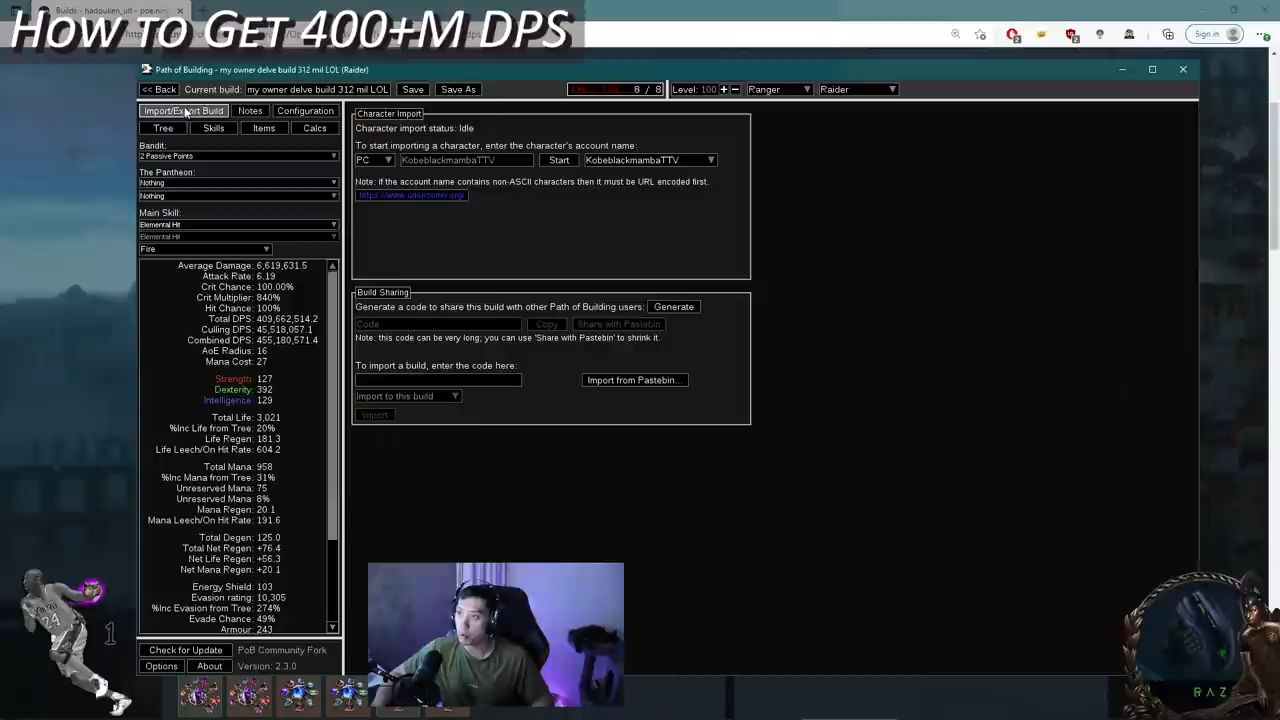 Builds - hadouken_ult - poe.nin
How to Get 400+M DPS
Sign in
Path of Building - my owner delve build 312 mil LOL (Raider)
<< Back
Current build:
my owner delve build 312 mil LOL
Save
Save As
6 / 8
Level: 100
Ranger
Raider
Import/Export Build
Notes
Configuration
Tree
Skills
Items
Calcs
Bandit:
2 Passive Points
The Pantheon:
Nothing
Nothing
Main Skill:
Elemental Hit
Elemental Hit
Fire
Average Damage: 6,619,631.5
Attack Rate: 6.19
Crit Chance: 100.00%
Crit Multiplier: 840%
Hit Chance: 100%
Total DPS: 409,662,514.2
Culling DPS: 45,518,057.1
Combined DPS: 455,180,571.4
AoE Radius: 16
Mana Cost: 27
Strength: 127
Dexterity: 392
Intelligence: 129
Total Life: 3,021
%Inc Life from Tree: 20%
Life Regen: 181.3
Life Leech/On Hit Rate: 604.2
Total Mana: 958
%Inc Mana from Tree: 31%
Unreserved Mana: 75
Unreserved Mana: 8%
Mana Regen: 20.1
Mana Leech/On Hit Rate: 191.6
Total Degen: 125.0
Total Net Regen: +76.4
Net Life Regen: +56.3
Net Mana Regen: +20.1
Energy Shield: 103
Evasion rating: 10,305
%Inc Evasion from Tree: 274%
Evade Chance: 49%
Armour: 243
Check for Update
PoB Community Fork
Options
About
Version: 2.3.0
Character Import
Character import status: Idle
To start importing a character, enter the character's account name:
PC
KobeblackmambaTTV
Start
KobeblackmambaTTV
Note: If the account name contains non-ASCII characters then it must be URL encoded first.
https://www.urlencoder.org/
Build Sharing
Generate a code to share this build with other Path of Building users:
Generate
Code
Copy
Share with Pastebin
Note: this code can be very long; you can use 'Share with Pastebin' to shrink it.
To import a build, enter the code here:
Import from Pastebin...
Import to this build
Import
24
1
RAZ